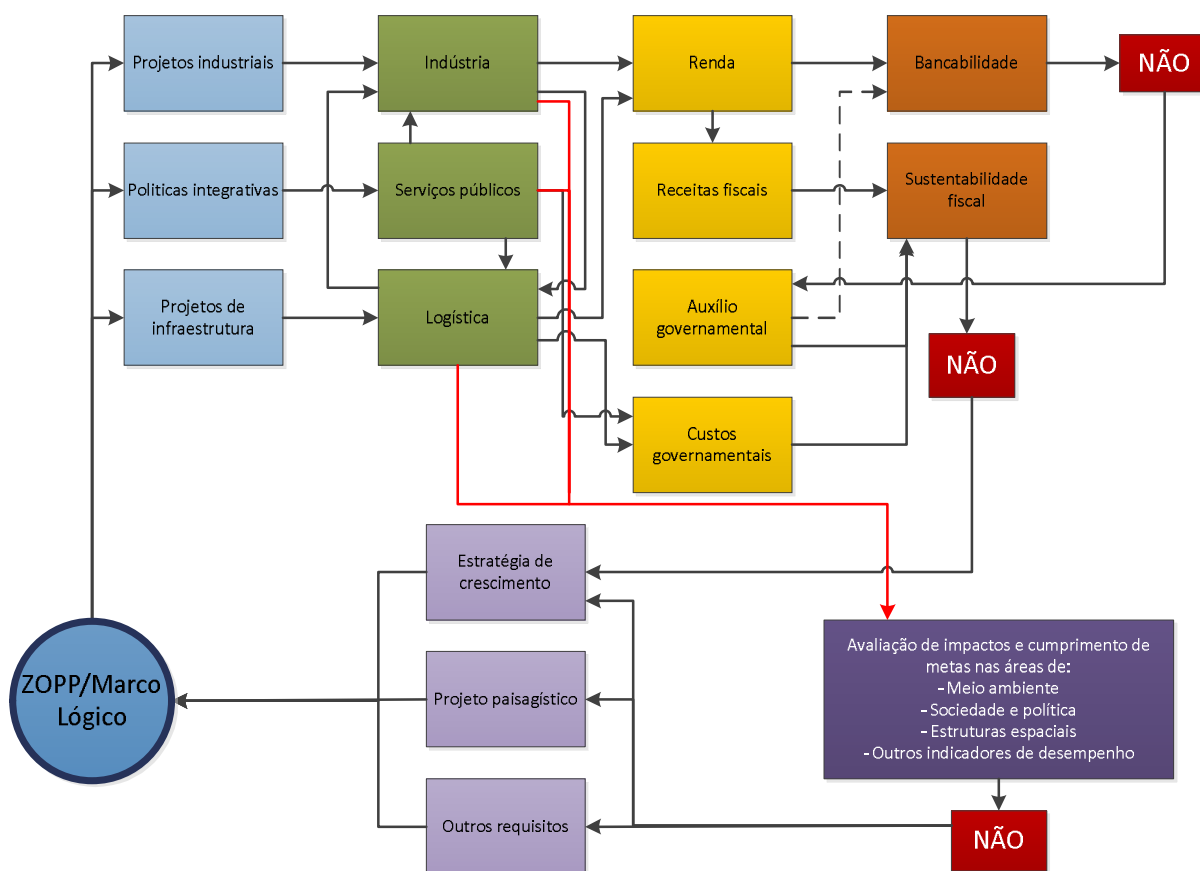 Projetos industriais
Indústria
Renda
Bancabilidade
NÃO
Politicas integrativas
Serviços públicos
Receitas fiscais
Sustentabilidade
fiscal
Projetos de
infraestrutura
Logística
Auxílio
governamental
NÃO
Custos
governamentais
Estratégia de
crescimento
ZOPP/Marco
Lógico
Projeto paisagístico
Avaliação de impactos e cumprimento de
metas nas áreas de:
- Meio ambiente
- Sociedade e política
- Estruturas espaciais
- Outros indicadores de desempenho
Outros requisitos
NÃO